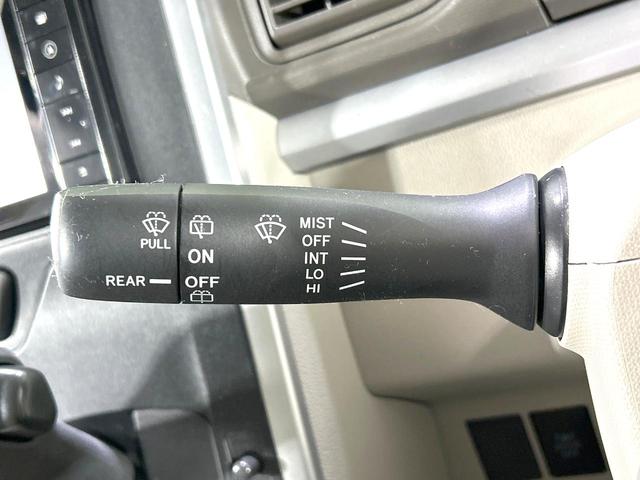 PULL
REAR
ON
OFF
MIST
OFF
INT
LO
HI